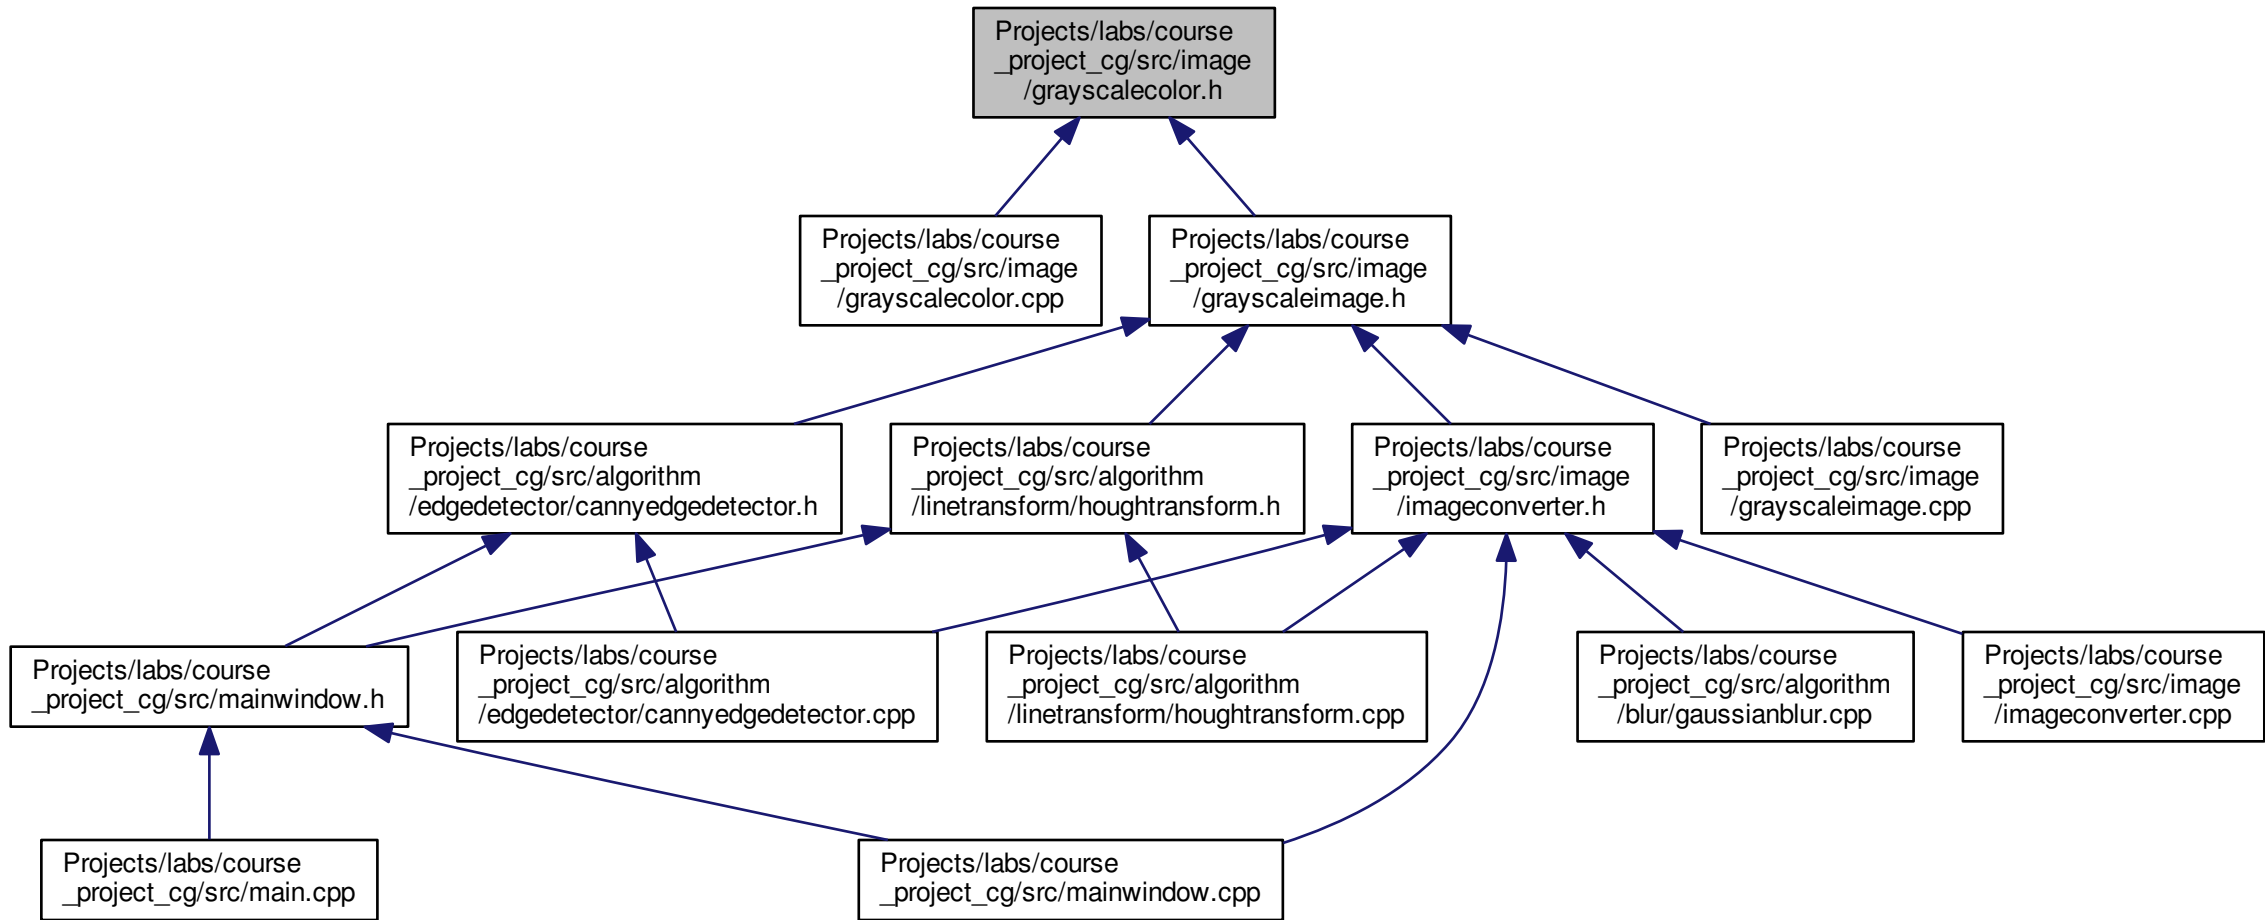 Projects/labs/course
_project_cg/src/image
/grayscalecolor.h
Projects/labs/course
_project_cg/src/image
/grayscalecolor.cpp
Projects/labs/course
_project_cg/src/image
/grayscaleimage.h
Projects/labs/course
_project_cg/src/algorithm
/edgedetector/cannyedgedetector.h
Projects/labs/course
_project_cg/src/algorithm
/linetransform/houghtransform.h
Projects/labs/course
_project_cg/src/image
/imageconverter.h
Projects/labs/course
_project_cg/src/image
/grayscaleimage.cpp
Projects/labs/course
_project_cg/src/mainwindow.h
Projects/labs/course
_project_cg/src/algorithm
/edgedetector/cannyedgedetector.cpp
Projects/labs/course
_project_cg/src/algorithm
/linetransform/houghtransform.cpp
Projects/labs/course
_project_cg/src/algorithm
/blur/gaussianblur.cpp
Projects/labs/course
_project_cg/src/image
/imageconverter.cpp
Projects/labs/course
_project_cg/src/main.cpp
Projects/labs/course
_project_cg/src/mainwindow.cpp